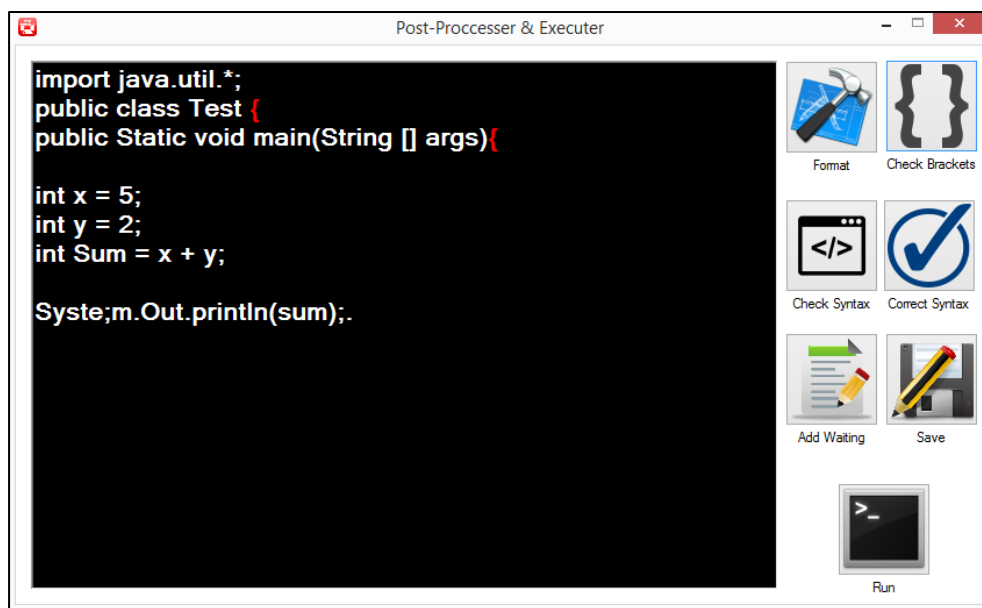 Post-Proccesser & Executer
import java.util.*;
public class Test {
public Static void main(String [] args){
int x = 5;
int y = 2;
int Sum = x + y;
Syste;m.Out.println(sum);.
Format
Check Brackets
</>
Check Syntax
Correct Syntax
Add Waiting
Save
>_
Run